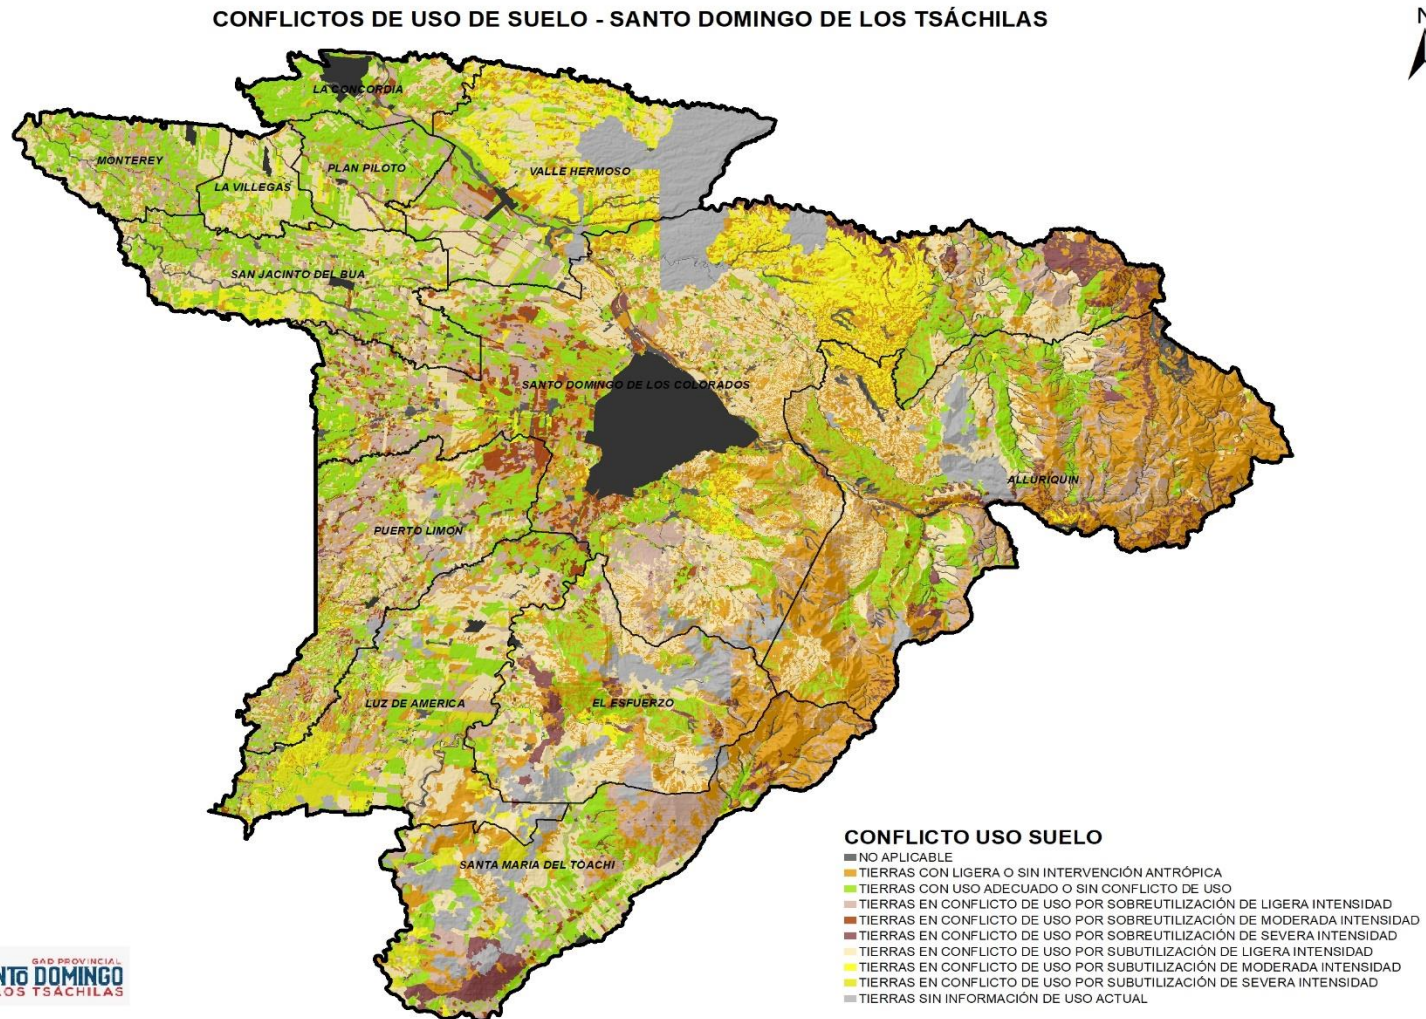 CONFLICTOS DE USO DE SUELO - SANTO DOMINGO DE LOS TSÁCHILAS
N
LA CONCORDIA
MONTEREY
LA VILLEGAS
PLAN PILOTO
VALLE HERMOSO
SAN JACINTO DEL BUA
SANTO DOMINGO DE LOS COLORADOS
ALLURIQUIN
PUERTO LIMON
LUZ DE AMERICA
EL ESFUERZO
SANTA MARIA DEL TOACHI
CONFLICTO USO SUELO
NO APLICABLE
TIERRAS CON LIGERA O SIN INTERVENCIÓN ANTRÓPICA
TIERRAS CON USO ADECUADO O SIN CONFLICTO DE USO
TIERRAS EN CONFLICTO DE USO POR SOBREUTILIZACIÓN DE LIGERA INTENSIDAD
TIERRAS EN CONFLICTO DE USO POR SOBREUTILIZACIÓN DE MODERADA INTENSIDAD
TIERRAS EN CONFLICTO DE USO POR SOBREUTILIZACIÓN DE SEVERA INTENSIDAD
TIERRAS EN CONFLICTO DE USO POR SUBUTILIZACIÓN DE LIGERA INTENSIDAD
TIERRAS EN CONFLICTO DE USO POR SUBUTILIZACIÓN DE MODERADA INTENSIDAD
TIERRAS EN CONFLICTO DE USO POR SUBUTILIZACIÓN DE SEVERA INTENSIDAD
TIERRAS SIN INFORMACIÓN DE USO ACTUAL
GAD PROVINCIAL
NTO DOMINGO
LOS TSÁCHILAS